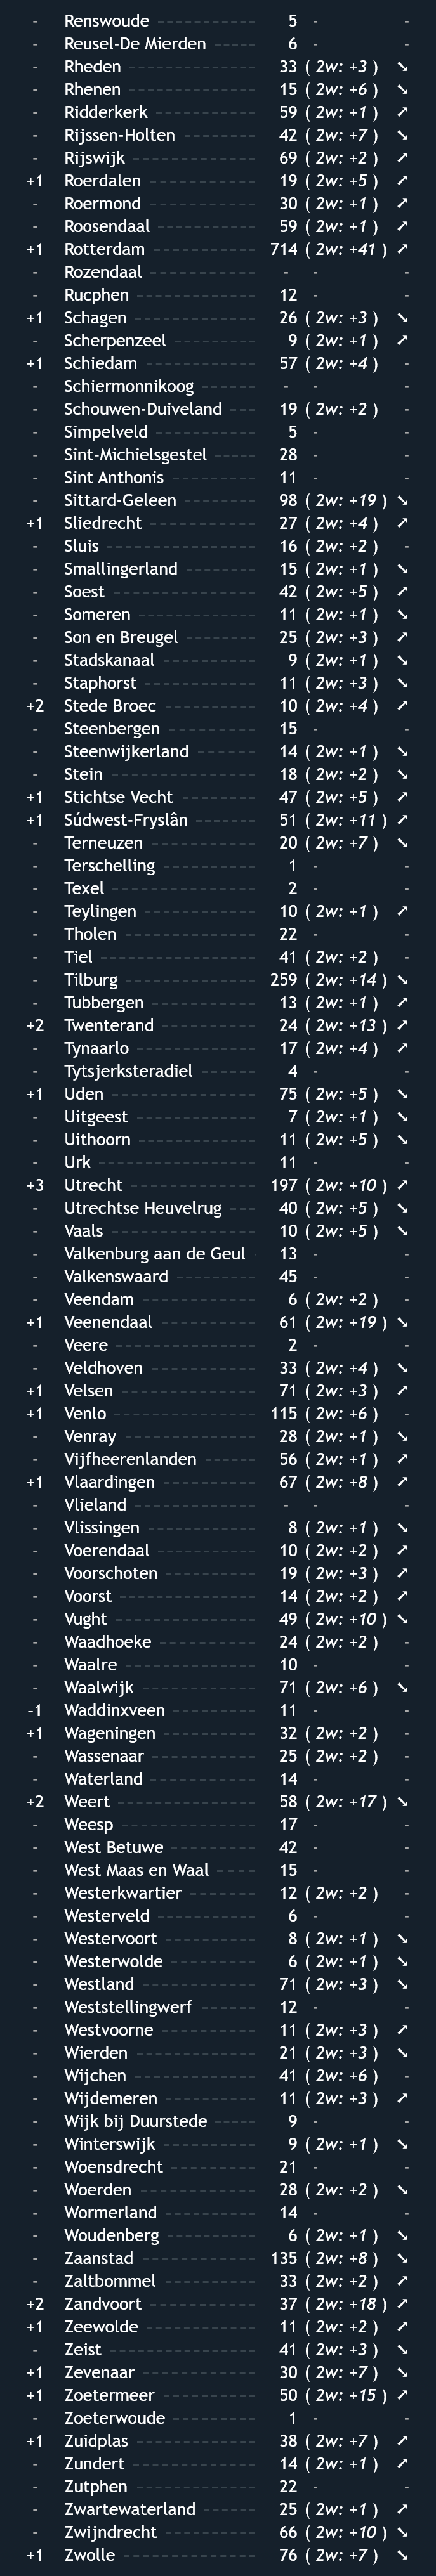 - Renswoude 5 - -
- Reusel-De Mierden 6 - -
- Rheden 33 ( 2w: +3 ) ➘
- Rhenen 15 ( 2w: +6 ) ➘
- Ridderkerk 59 ( 2w: +1 ) ➚
- Rijssen-Holten 42 ( 2w: +7 ) ➘
- Rijswijk 69 ( 2w: +2 ) ➚
+1 Roerdalen 19 ( 2w: +5 ) ➚
- Roermond 30 ( 2w: +1 ) ➚
- Roosendaal 59 ( 2w: +1 ) ➚
+1 Rotterdam 714 ( 2w: +41 ) ➚
- Rozendaal - - -
- Rucphen 12 - -
+1 Schagen 26 ( 2w: +3 ) ➘
- Scherpenzeel 9 ( 2w: +1 ) ➚
+1 Schiedam 57 ( 2w: +4 ) -
- Schiermonnikoog - - -
- Schouwen-Duiveland 19 ( 2w: +2 ) -
- Simpelveld 5 - -
- Sint-Michielsgestel 28 - -
- Sint Anthonis 11 - -
- Sittard-Geleen 98 ( 2w: +19 ) ➘
+1 Sliedrecht 27 ( 2w: +4 ) ➚
- Sluis 16 ( 2w: +2 ) -
- Smallingerland 15 ( 2w: +1 ) ➘
- Soest 42 ( 2w: +5 ) ➚
- Someren 11 ( 2w: +1 ) ➘
- Son en Breugel 25 ( 2w: +3 ) ➚
- Stadskanaal 9 ( 2w: +1 ) ➘
- Staphorst 11 ( 2w: +3 ) ➘
+2 Stede Broec 10 ( 2w: +4 ) ➚
- Steenbergen 15 - -
- Steenwijkerland 14 ( 2w: +1 ) ➘
- Stein 18 ( 2w: +2 ) ➘
+1 Stichtse Vecht 47 ( 2w: +5 ) ➚
+1 Súdwest-Fryslân 51 ( 2w: +11 ) ➚
- Terneuzen 20 ( 2w: +7 ) ➘
- Terschelling 1 - -
- Texel 2 - -
- Teylingen 10 ( 2w: +1 ) ➚
- Tholen 22 - -
- Tiel 41 ( 2w: +2 ) -
- Tilburg 259 ( 2w: +14 ) ➘
- Tubbergen 13 ( 2w: +1 ) ➚
+2 Twenterand 24 ( 2w: +13 ) ➚
- Tynaarlo 17 ( 2w: +4 ) ➚
- Tytsjerksteradiel 4 - -
+1 Uden 75 ( 2w: +5 ) ➘
- Uitgeest 7 ( 2w: +1 ) ➘
- Uithoorn 11 ( 2w: +5 ) ➘
- Urk 11 - -
+3 Utrecht 197 ( 2w: +10 ) ➚
- Utrechtse Heuvelrug 40 ( 2w: +5 ) ➘
- Vaals 10 ( 2w: +5 ) ➘
- Valkenburg aan de Geul 13 - -
- Valkenswaard 45 - -
- Veendam 6 ( 2w: +2 ) -
+1 Veenendaal 61 ( 2w: +19 ) ➘
- Veere 2 - -
- Veldhoven 33 ( 2w: +4 ) ➘
+1 Velsen 71 ( 2w: +3 ) ➚
+1 Venlo 115 ( 2w: +6 ) -
- Venray 28 ( 2w: +1 ) ➘
- Vijfheerenlanden 56 ( 2w: +1 ) ➚
+1 Vlaardingen 67 ( 2w: +8 ) ➚
- Vlieland - - -
- Vlissingen 8 ( 2w: +1 ) ➘
- Voerendaal 10 ( 2w: +2 ) ➚
- Voorschoten 19 ( 2w: +3 ) ➚
- Voorst 14 ( 2w: +2 ) ➚
- Vught 49 ( 2w: +10 ) ➘
- Waadhoeke 24 ( 2w: +2 ) -
- Waalre 10 - -
- Waalwijk 71 ( 2w: +6 ) ➘
-1 Waddinxveen 11 - -
+1 Wageningen 32 ( 2w: +2 ) -
- Wassenaar 25 ( 2w: +2 ) -
- Waterland 14 - -
+2 Weert 58 ( 2w: +17 ) ➘
- Weesp 17 - -
- West Betuwe 42 - -
- West Maas en Waal 15 - -
- Westerkwartier 12 ( 2w: +2 ) -
- Westerveld 6 - -
- Westervoort 8 ( 2w: +1 ) ➘
- Westerwolde 6 ( 2w: +1 ) ➘
- Westland 71 ( 2w: +3 ) ➘
- Weststellingwerf 12 - -
- Westvoorne 11 ( 2w: +3 ) ➚
- Wierden 21 ( 2w: +3 ) ➘
- Wijchen 41 ( 2w: +6 ) -
- Wijdemeren 11 ( 2w: +3 ) ➚
- Wijk bij Duurstede 9 - -
- Winterswijk 9 ( 2w: +1 ) ➘
- Woensdrecht 21 - -
- Woerden 28 ( 2w: +2 ) ➘
- Wormerland 14 - -
- Woudenberg 6 ( 2w: +1 ) ➘
- Zaanstad 135 ( 2w: +8 ) ➘
- Zaltbommel 33 ( 2w: +2 ) ➚
+2 Zandvoort 37 ( 2w: +18 ) ➚
+1 Zeewolde 11 ( 2w: +2 ) ➚
- Zeist 41 ( 2w: +3 ) ➘
+1 Zevenaar 30 ( 2w: +7 ) ➘
+1 Zoetermeer 50 ( 2w: +15 ) ➚
- Zoeterwoude 1 - -
+1 Zuidplas 38 ( 2w: +7 ) ➚
- Zundert 14 ( 2w: +1 ) ➚
- Zutphen 22 - -
- Zwartewaterland 25 ( 2w: +1 ) ➚
- Zwijndrecht 66 ( 2w: +10 ) ➘
+1 Zwolle 76 ( 2w: +7 ) ➘